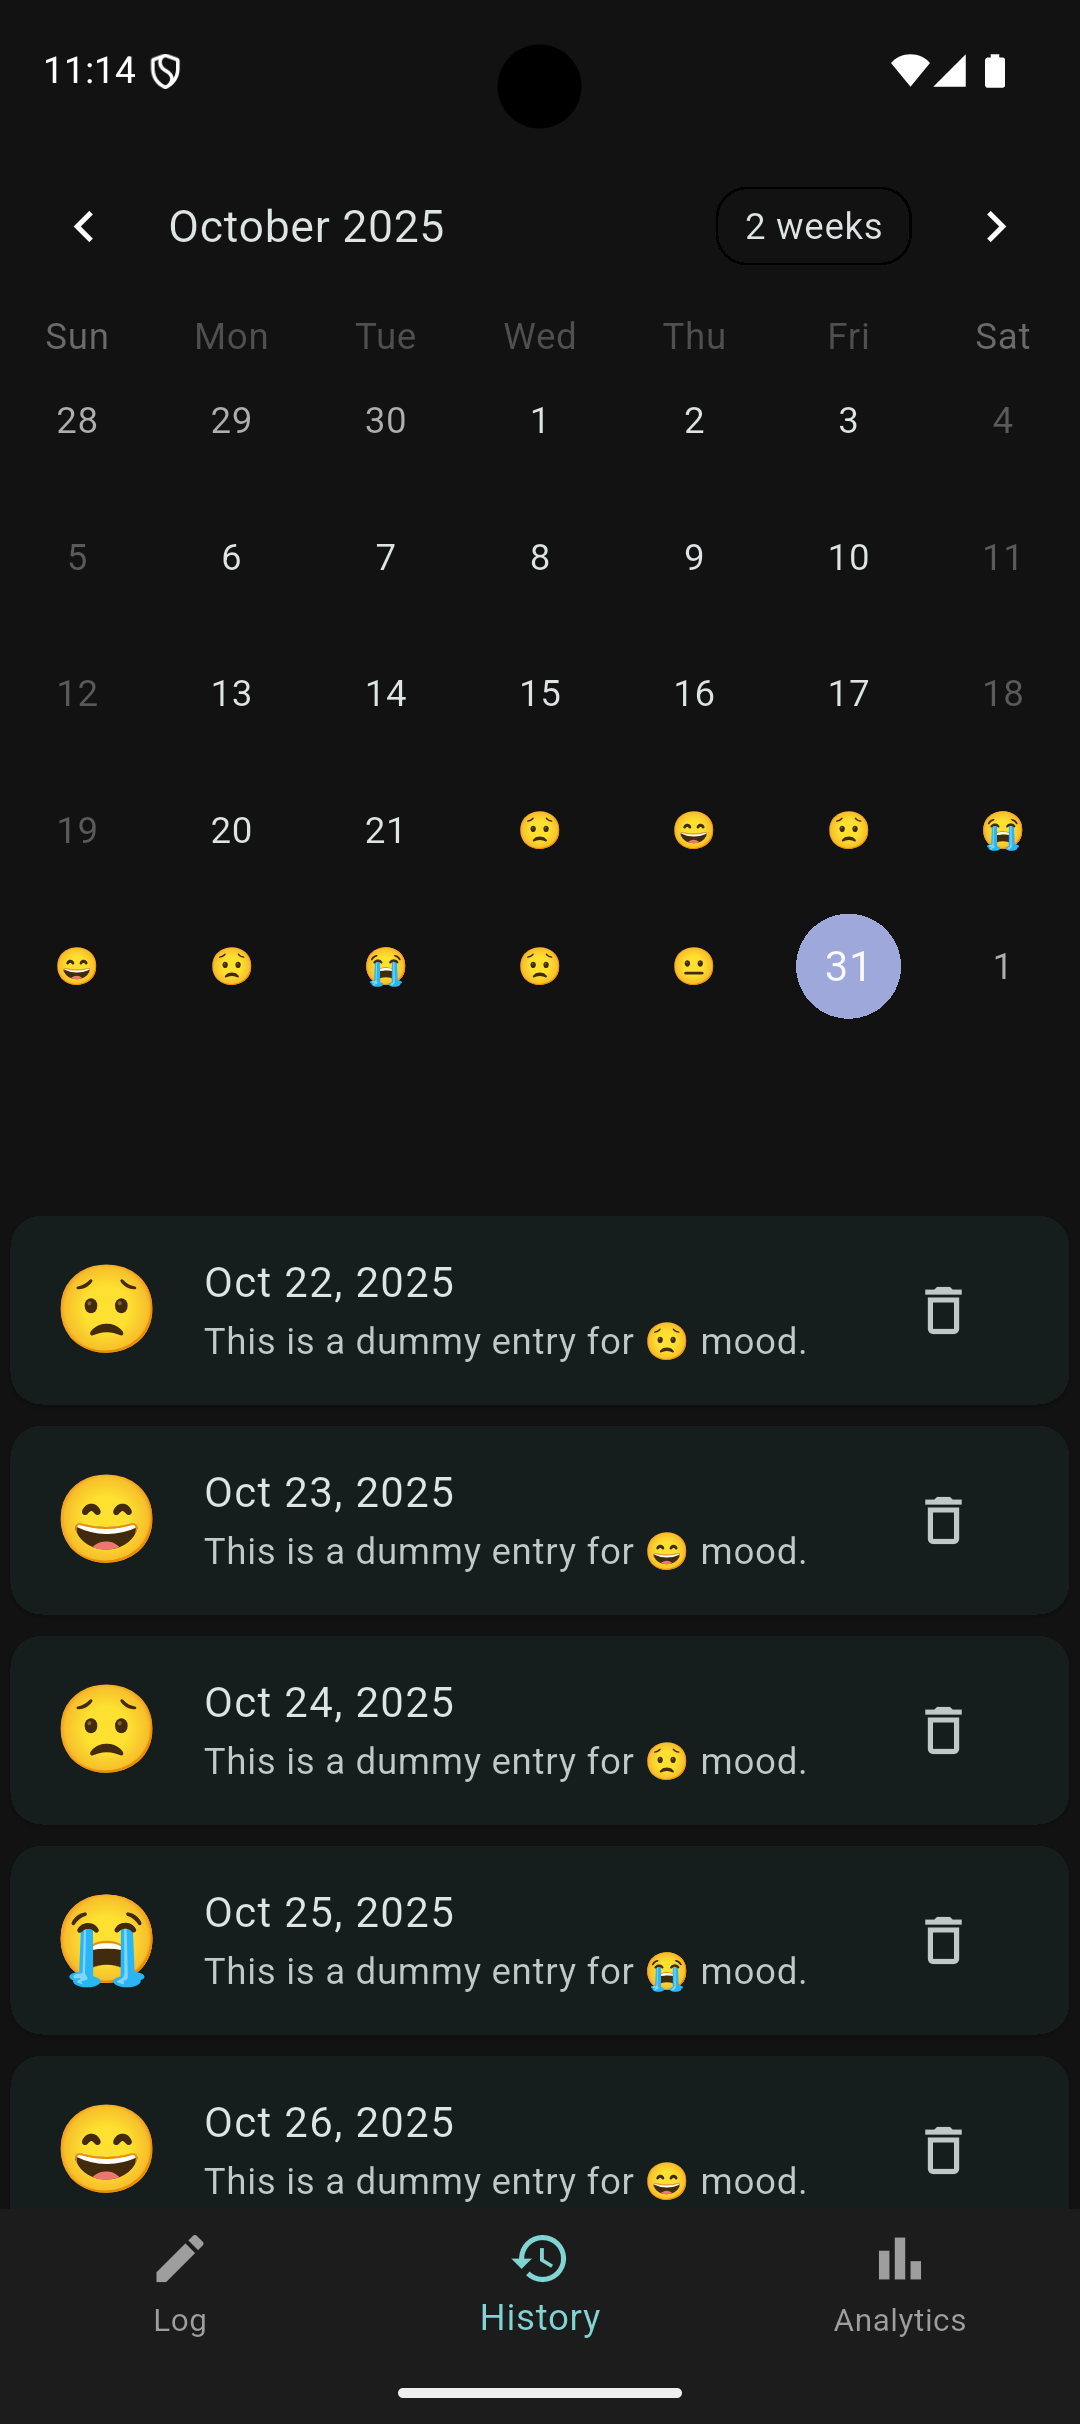 11:14
October 2025 2 weeks
Sun Mon Tue Wed Thu Fri Sat
28 29 30 1 2 3 4
5 6 7 8 9 10 11
12 13 14 15 16 17 18
19 20 21 😟 😄 😟 😭
😄 😟 😭 😟 😐 31 1
Oct 22, 2025
This is a dummy entry for 😟 mood.
Oct 23, 2025
This is a dummy entry for 😄 mood.
Oct 24, 2025
This is a dummy entry for 😟 mood.
Oct 25, 2025
This is a dummy entry for 😭 mood.
Oct 26, 2025
This is a dummy entry for 😄 mood.
Log History Analytics